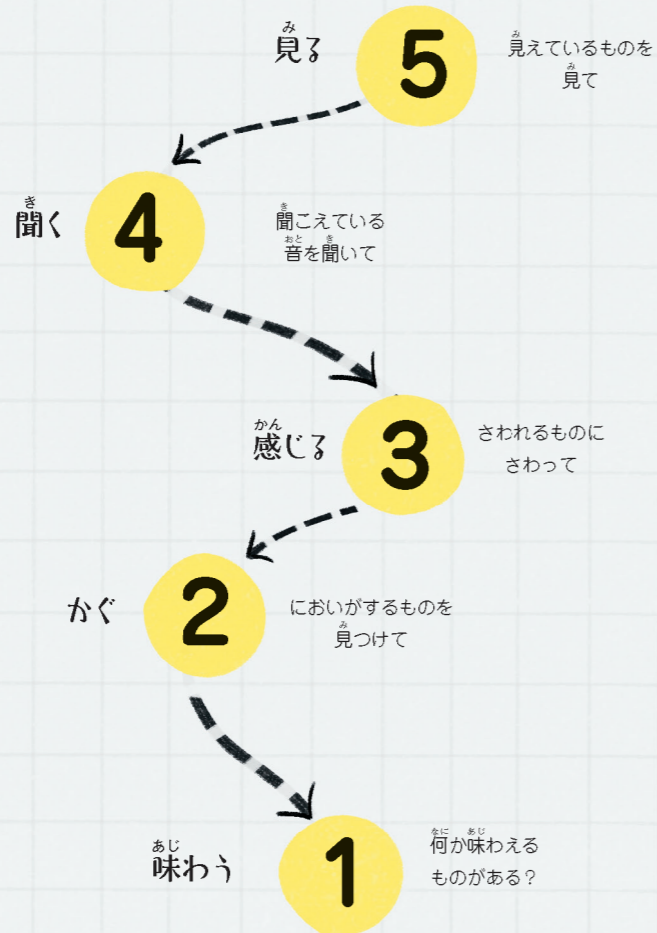 見る
5
見えているものを
見て
聞く
4
聞こえている
音を聞いて
感じる
3
さわれるものに
さわって
かぐ
2
においがするものを
見つけて
味わう
1
何か味わえる
ものがある？